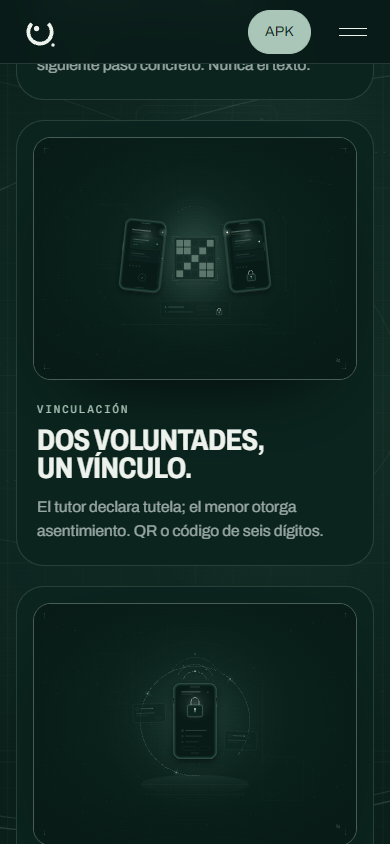 APK
siguiente paso concreto. Nunca el texto.
VINCULACIÓN
DOS VOLUNTADES,
UN VÍNCULO.
El tutor declara tutela; el menor otorga
asentimiento. QR o código de seis dígitos.